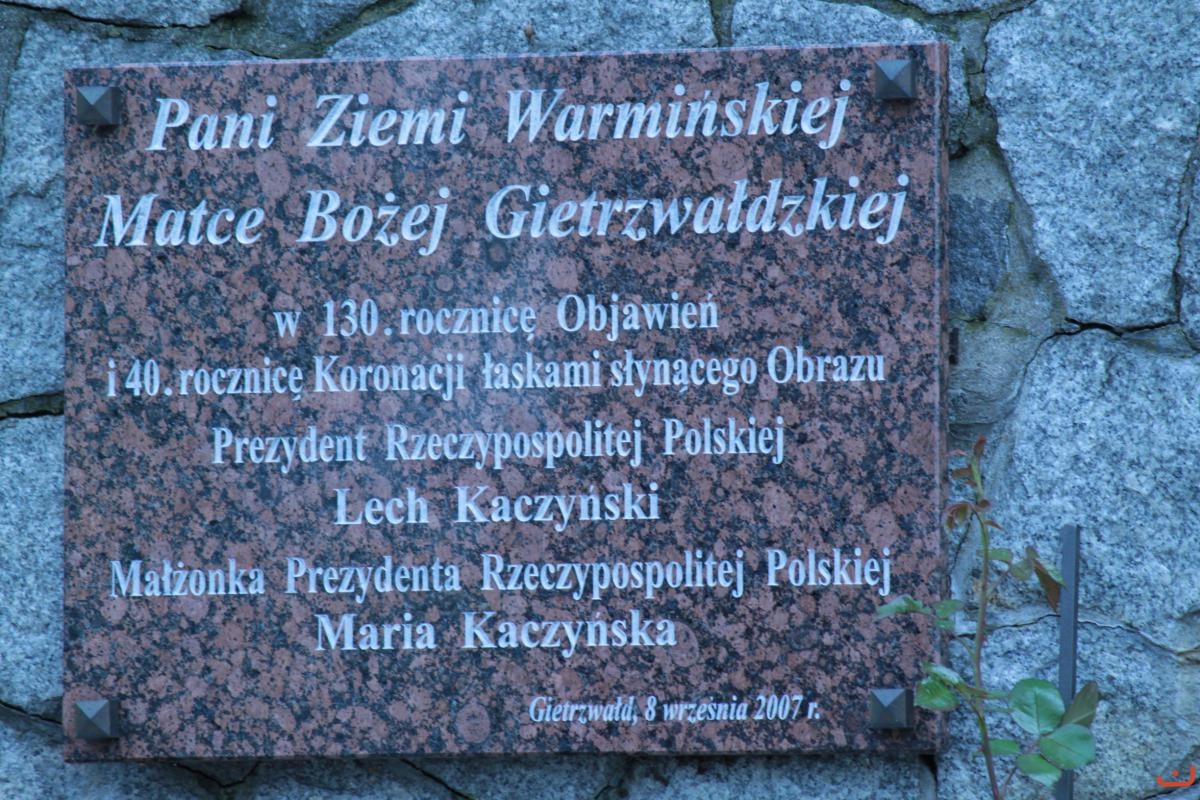 Pani Ziemi Warmińskiej
Matce Bożej Gietrzwałdzkiej
w 130. rocznicę Objawień
i 40. rocznicę Koronacji łaskami słynącego Obrazu
Prezydent Rzeczypospolitej Polskiej
Lech Kaczyński
Małżonka Prezydenta Rzeczypospolitej Polskiej
Maria Kaczyńska
Gietrzwałd, 8 września 2007 r.